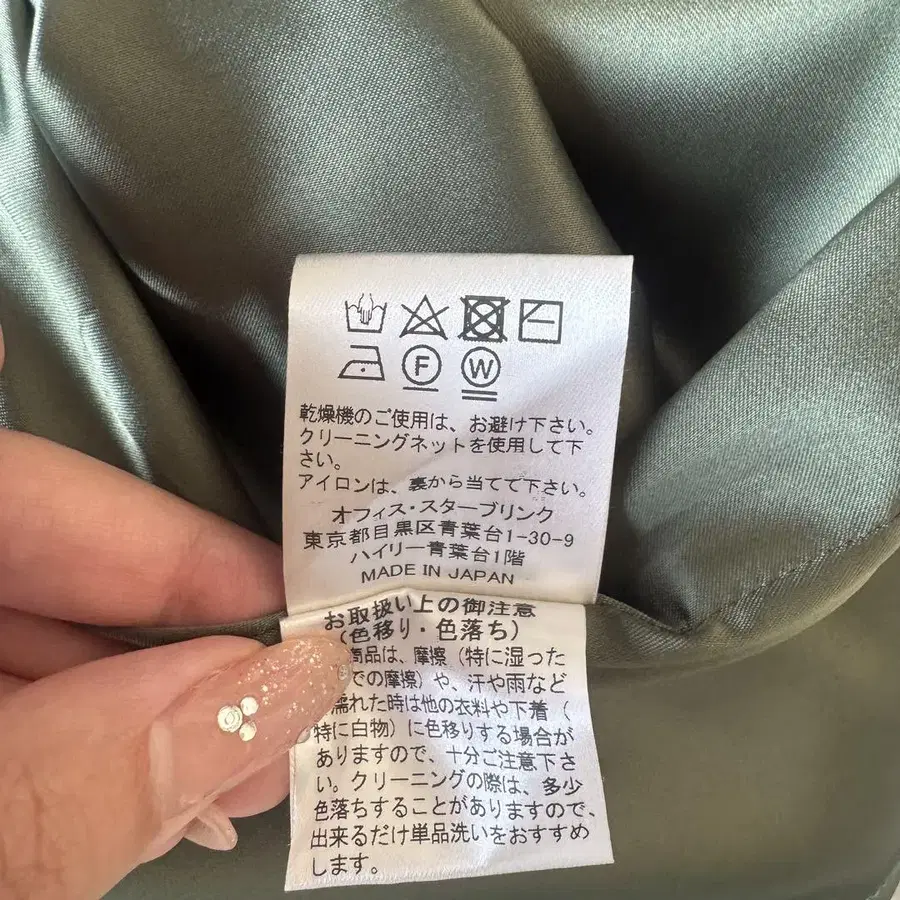 F W
乾燥機のご使用は、お避け下さい。
クリーニングネットを使用して下
さい。
アイロンは、裏から当てて下さい。
オフィス・スターブリンク
東京都目黒区青葉台1-30-9
ハイリー青葉台1階
MADE IN JAPAN
お取扱い上の御注意
(色移り・色落ち)
商品は、摩擦（特に湿った
での摩擦）や、汗や雨など
濡れた時は他の衣料や下着（
特に白物）に色移りする場合が
ありますので、十分ご注意下さ
い。クリーニングの際は、多少
色落ちすることがありますので、
出来るだけ単品洗いをおすすめ
します。